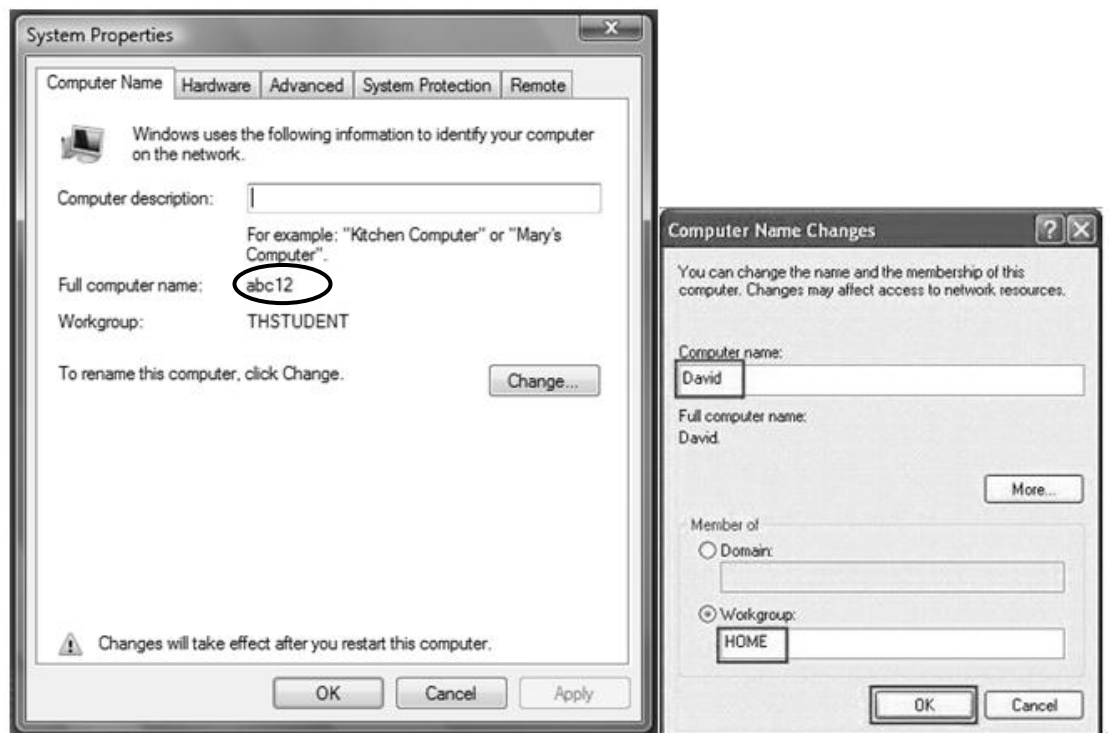 System Properties
Computer Name Hardware Advanced System Protection Remote
Windows uses the following information to identify your computer
on the network.
Computer description:
For example: "Kitchen Computer" or "Mary's
Computer".
Full computer name: abc12
Workgroup: THSTUDENT
To rename this computer, click Change. Change...
Changes will take effect after you restart this computer.
OK Cancel Apply
Computer Name Changes
You can change the name and the membership of this
computer. Changes may affect access to network resources.
Computer name:
David
Full computer name:
David.
More...
Member of
Domain:
Workgroup:
HOME
OK Cancel